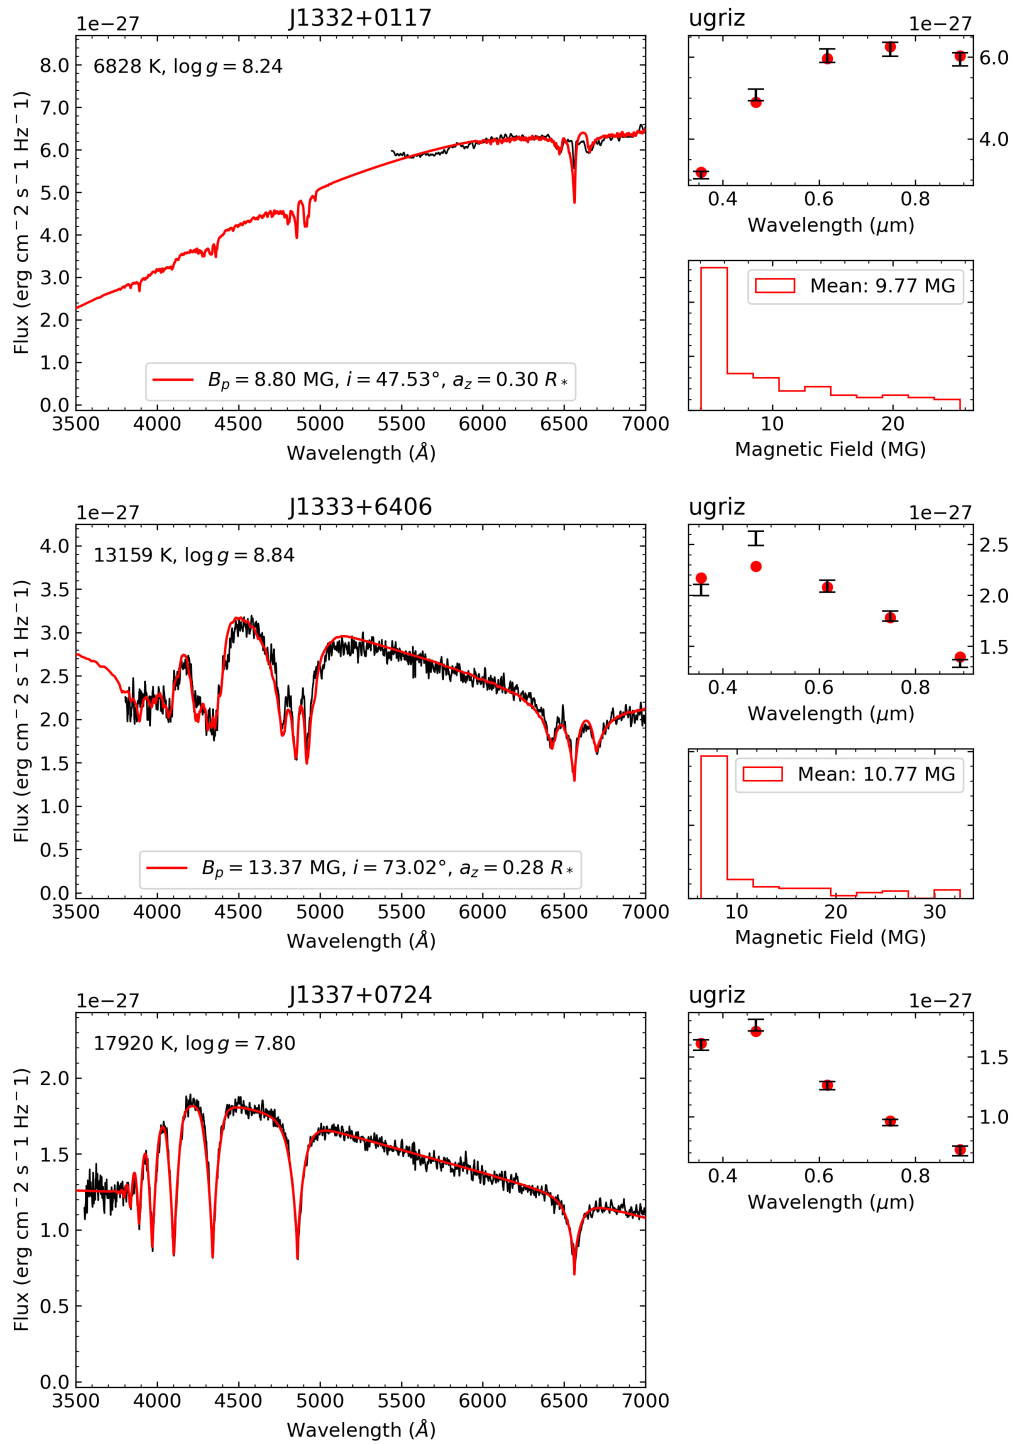 J1332+0117
1e−27
6828 K, log g = 8.24
8.0
7.0
6.0
5.0
4.0
3.0
2.0
1.0
0.0
Flux (erg cm−2 s−1 Hz−1)
B_p = 8.80 MG, i = 47.53°, a_z = 0.30 R_*
3500 4000 4500 5000 5500 6000 6500 7000
Wavelength (Å)
ugriz
1e−27
6.0
4.0
0.4 0.6 0.8
Wavelength (μm)
Mean: 9.77 MG
10 20
Magnetic Field (MG)
J1333+6406
1e−27
13159 K, log g = 8.84
4.0
3.5
3.0
2.5
2.0
1.5
1.0
0.5
0.0
Flux (erg cm−2 s−1 Hz−1)
B_p = 13.37 MG, i = 73.02°, a_z = 0.28 R_*
3500 4000 4500 5000 5500 6000 6500 7000
Wavelength (Å)
ugriz
1e−27
2.5
2.0
1.5
0.4 0.6 0.8
Wavelength (μm)
Mean: 10.77 MG
10 20 30
Magnetic Field (MG)
J1337+0724
1e−27
17920 K, log g = 7.80
2.0
1.5
1.0
0.5
0.0
Flux (erg cm−2 s−1 Hz−1)
3500 4000 4500 5000 5500 6000 6500 7000
Wavelength (Å)
ugriz
1e−27
1.5
1.0
0.4 0.6 0.8
Wavelength (μm)